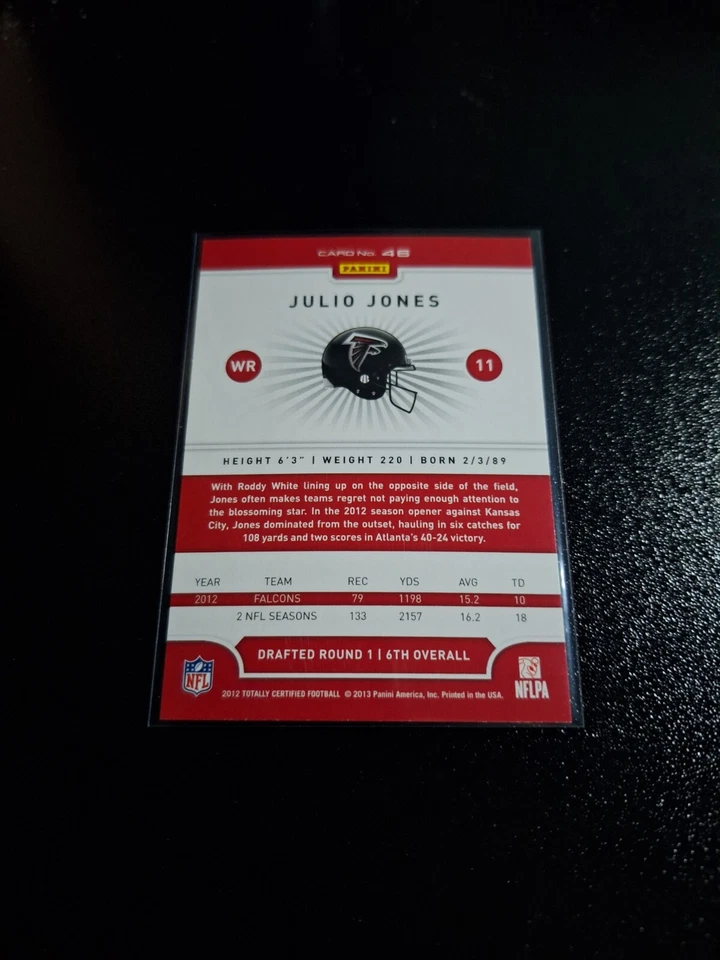 CARD No. 46
PANINI
JULIO JONES
WR
11
HEIGHT 6'3" | WEIGHT 220 | BORN 2/3/89
With Roddy White lining up on the opposite side of the field,
Jones often makes teams regret not paying enough attention to
the blossoming star. In the 2012 season opener against Kansas
City, Jones dominated from the outset, hauling in six catches for
108 yards and two scores in Atlanta's 40-24 victory.
YEAR TEAM REC YDS AVG TD
2012 FALCONS 79 1198 15.2 10
2 NFL SEASONS 133 2157 16.2 18
DRAFTED ROUND 1 | 6TH OVERALL
NFL
NFLPA
2012 TOTALLY CERTIFIED FOOTBALL © 2013 Panini America, Inc. Printed in the USA.